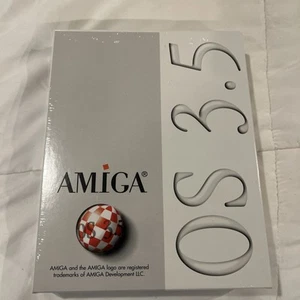 AMIGA®
AMIGA and the AMIGA logo are registered
trademarks of AMIGA Development LLC
OS 3.5